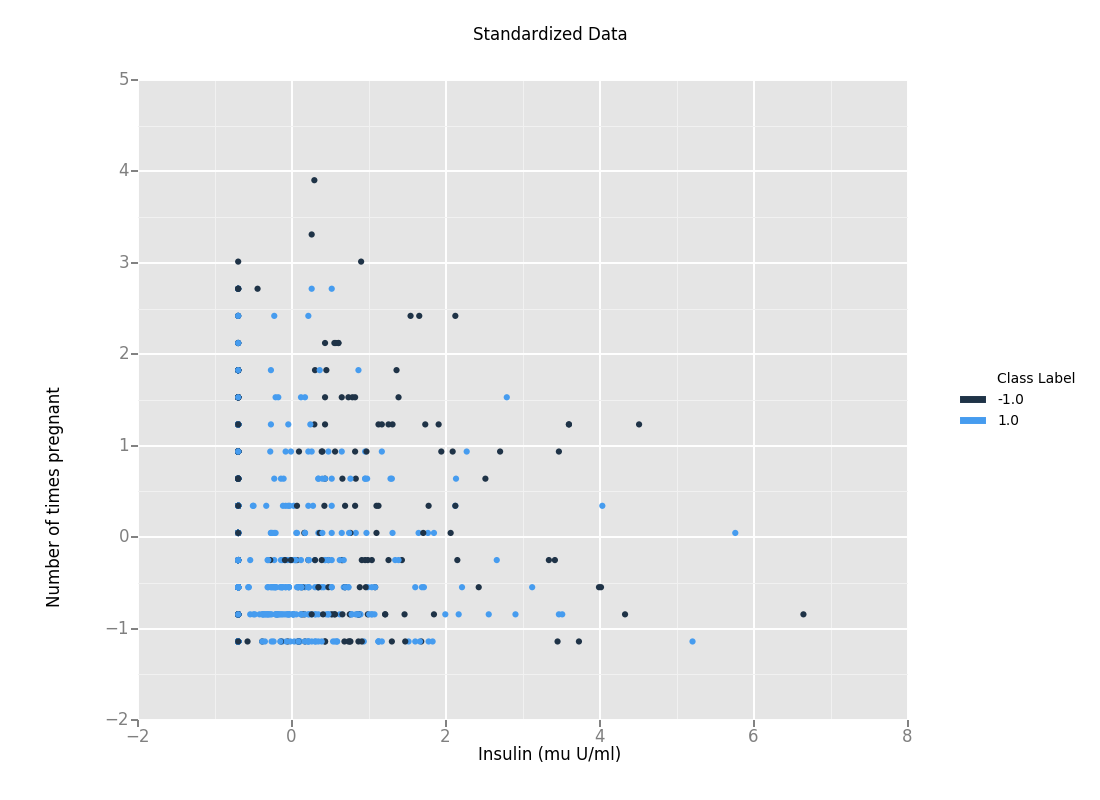 Standardized Data
Number of times pregnant
5
4
3
2
1
0
−1
−2
−2 0 2 4 6 8
Insulin (mu U/ml)
Class Label
-1.0
1.0